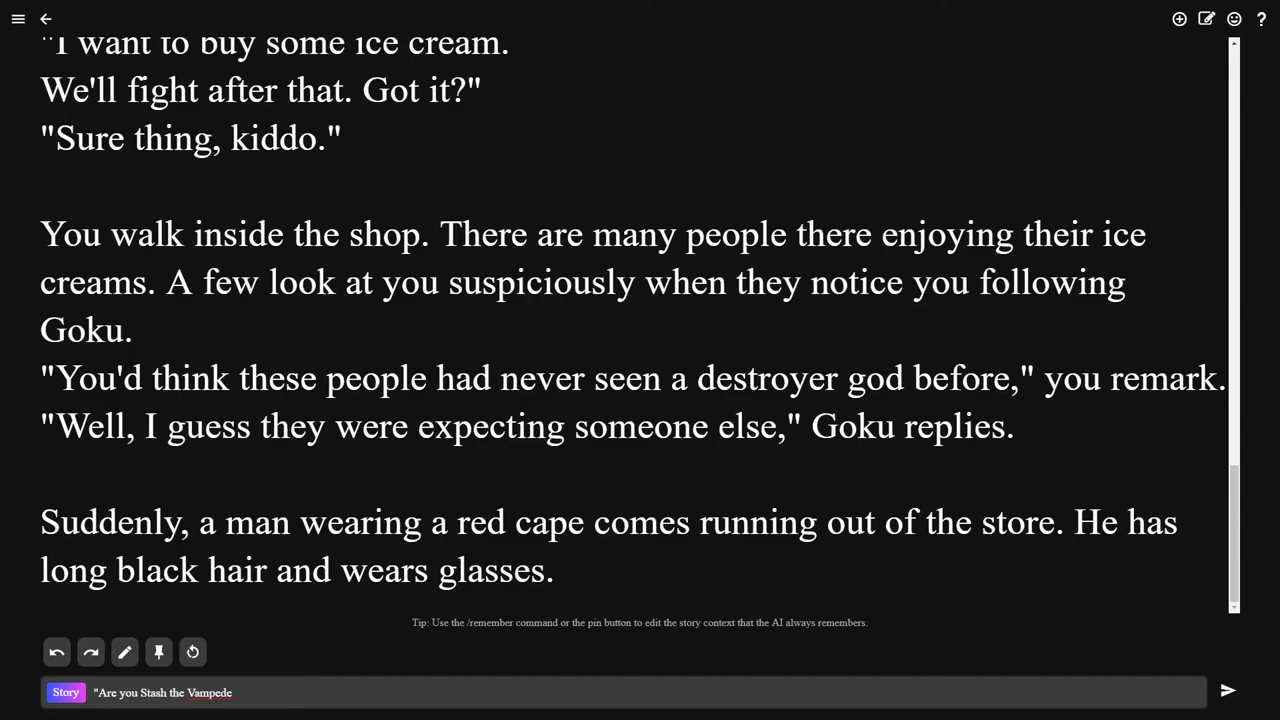 "I want to buy some ice cream.
We'll fight after that. Got it?"
"Sure thing, kiddo."
You walk inside the shop. There are many people there enjoying their ice
creams. A few look at you suspiciously when they notice you following
Goku.
"You'd think these people had never seen a destroyer god before," you remark.
"Well, I guess they were expecting someone else," Goku replies.
Suddenly, a man wearing a red cape comes running out of the store. He has
long black hair and wears glasses.
Tip: Use the /remember command or the pin button to edit the story context that the AI always remembers.
Story "Are you Stash the Vampede